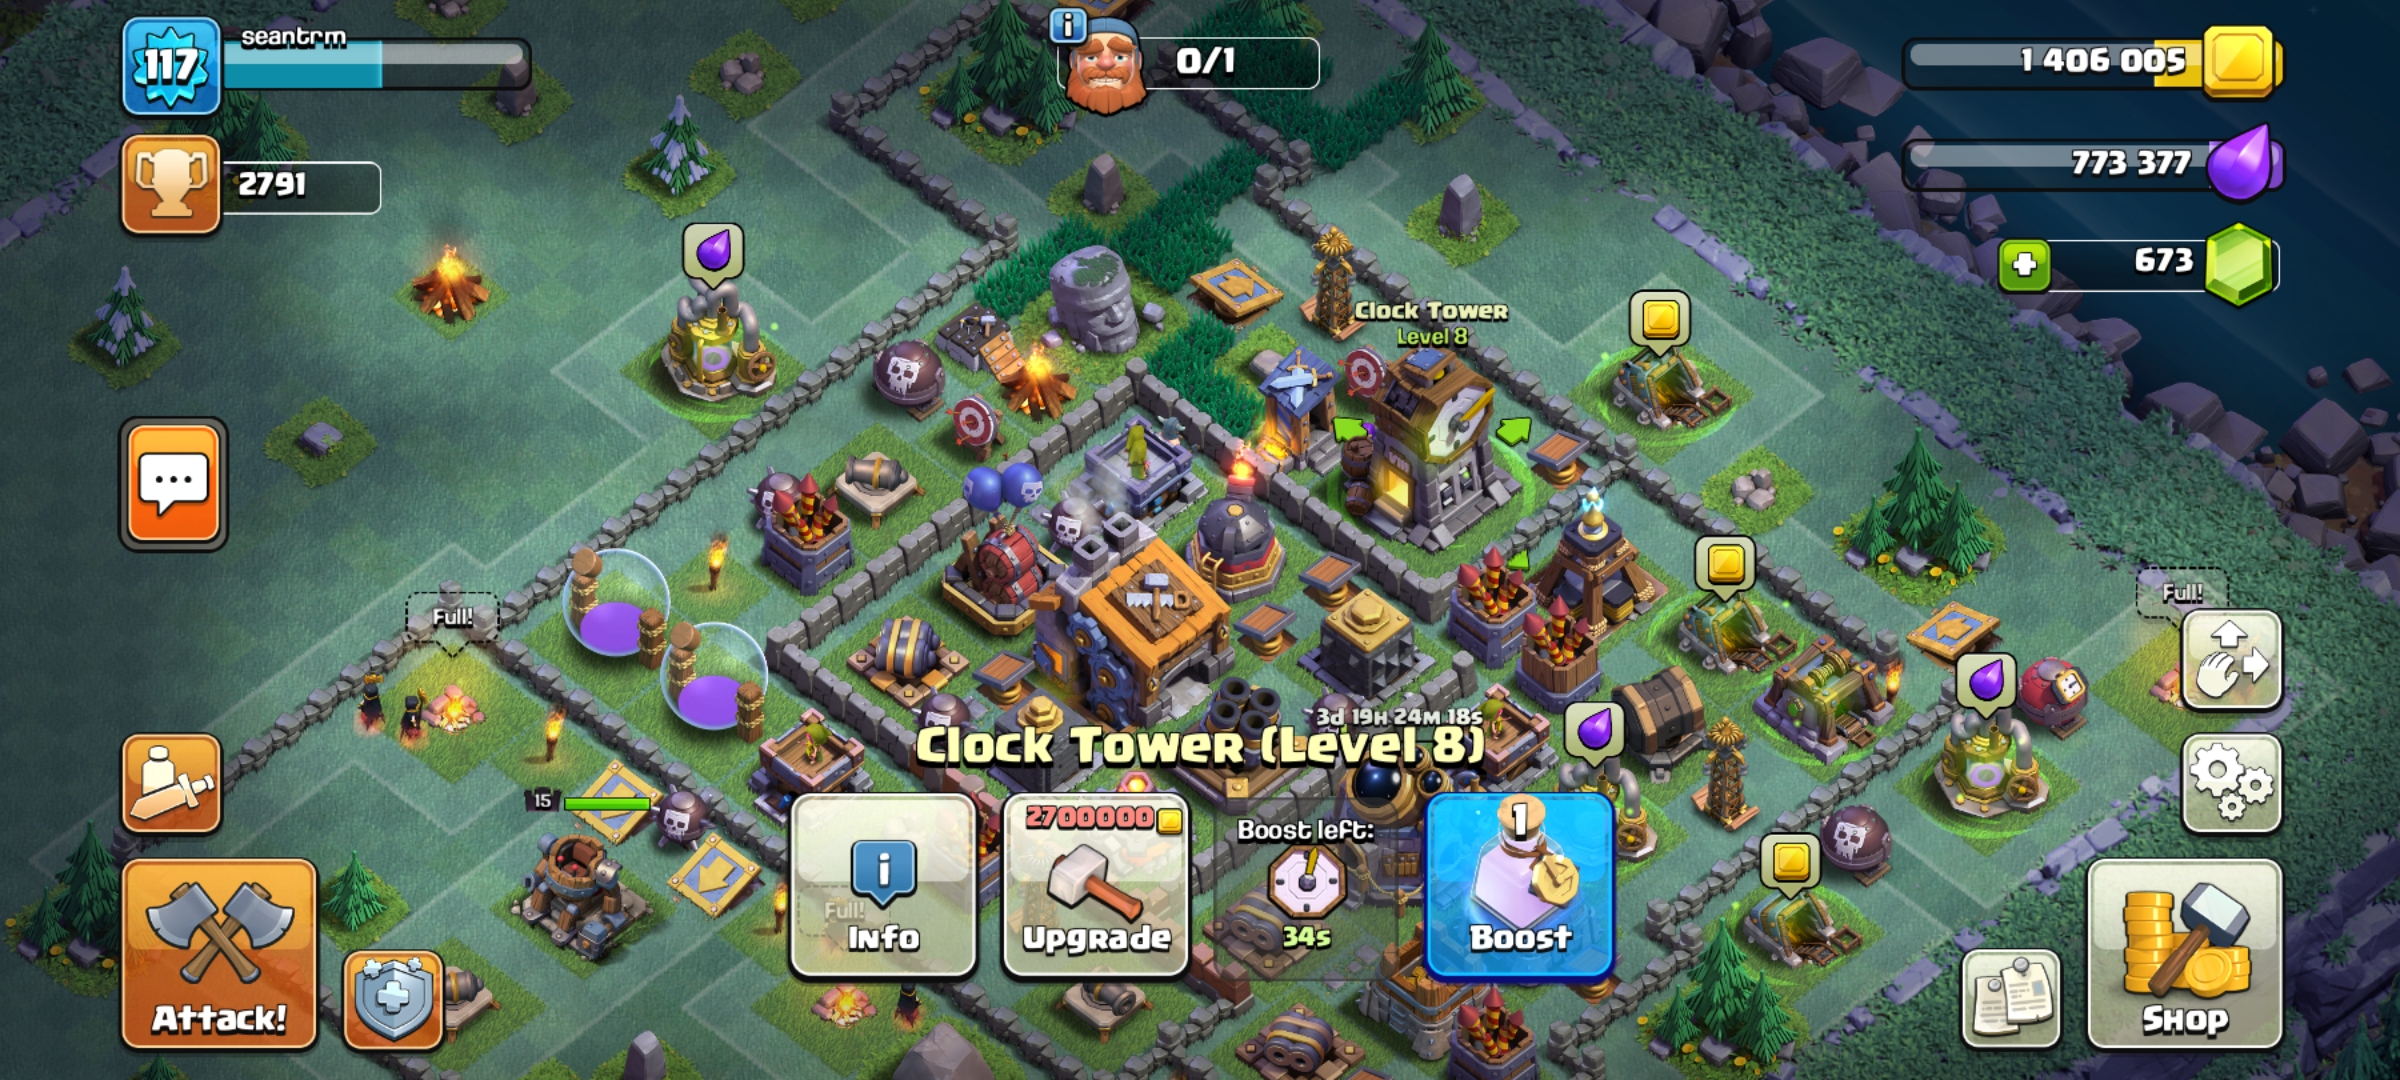 117
seantrm
0/1
1 406 005
2791
773 377
673
Clock Tower
Level 8
Full!
Full!
3d 19H 24M 18s
Clock Tower (Level 8)
15
2700000
Boost left:
1
Full!
34s
Info
Upgrade
Boost
Attack!
Shop